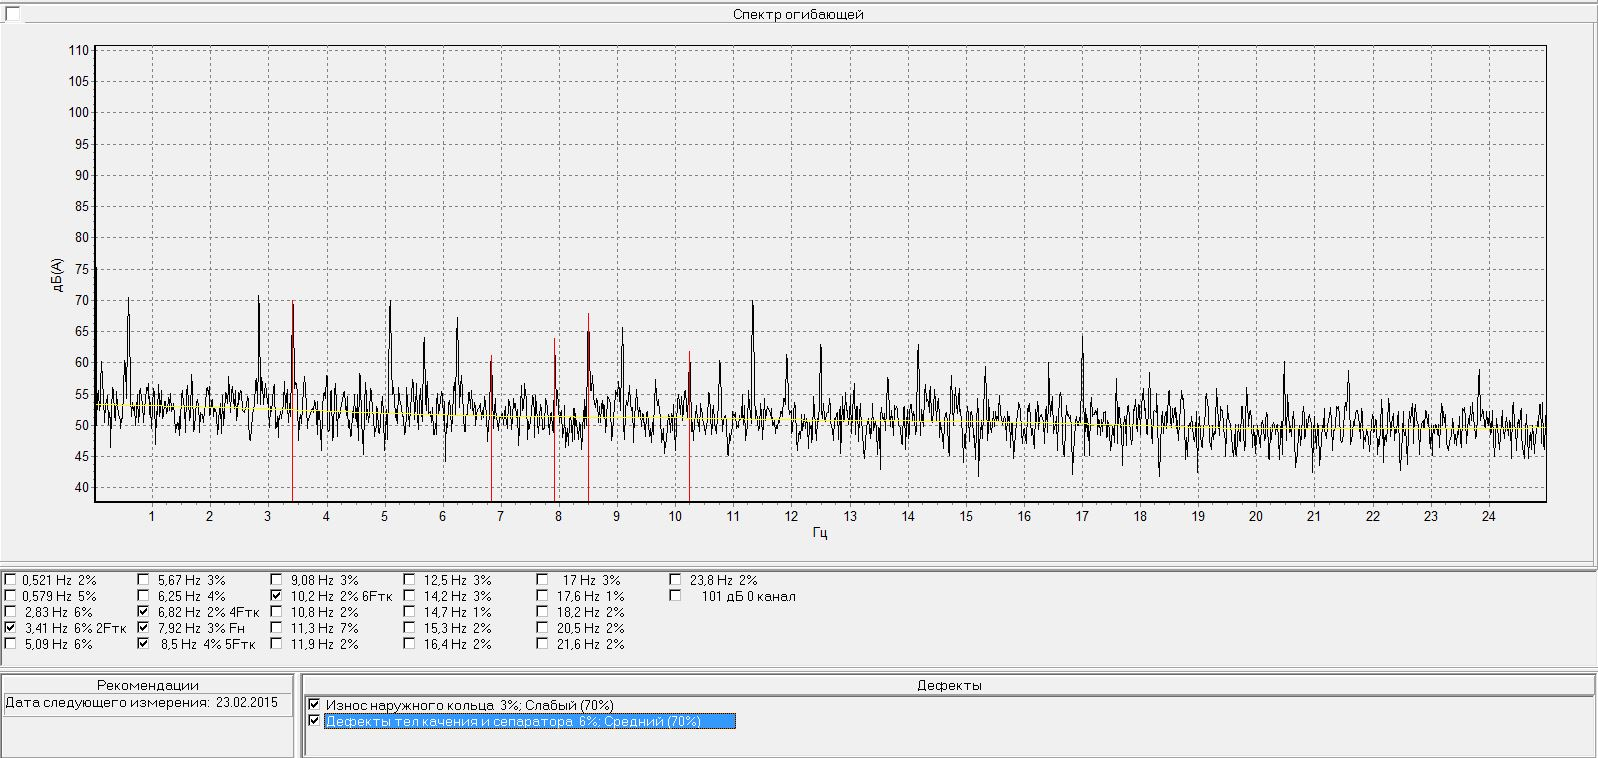 Спектр огибающей
110
105
100
95
90
85
80
75
70
65
60
55
50
45
40
дБ(А)
1 2 3 4 5 6 7 8 9 10 11 12 13 14 15 16 17 18 19 20 21 22 23 24
Гц
0,521 Hz 2% 5,67 Hz 3% 9,08 Hz 3% 12,5 Hz 3% 17 Hz 3% 23,8 Hz 2%
0,579 Hz 5% 6,25 Hz 4% 10,2 Hz 2% 6Fтк 14,2 Hz 3% 17,6 Hz 1% 101 дБ 0 канал
2,83 Hz 6% 6,82 Hz 2% 4Fтк 10,8 Hz 2% 14,7 Hz 1% 18,2 Hz 2%
3,41 Hz 6% 2Fтк 7,92 Hz 3% Fн 11,3 Hz 7% 15,3 Hz 2% 20,5 Hz 2%
5,09 Hz 6% 8,5 Hz 4% 5Fтк 11,9 Hz 2% 16,4 Hz 2% 21,6 Hz 2%
Рекомендации
Дата следующего измерения: 23.02.2015
Дефекты
Износ наружного кольца 3%; Слабый (70%)
Дефекты тел качения и сепаратора 6%; Средний (70%)